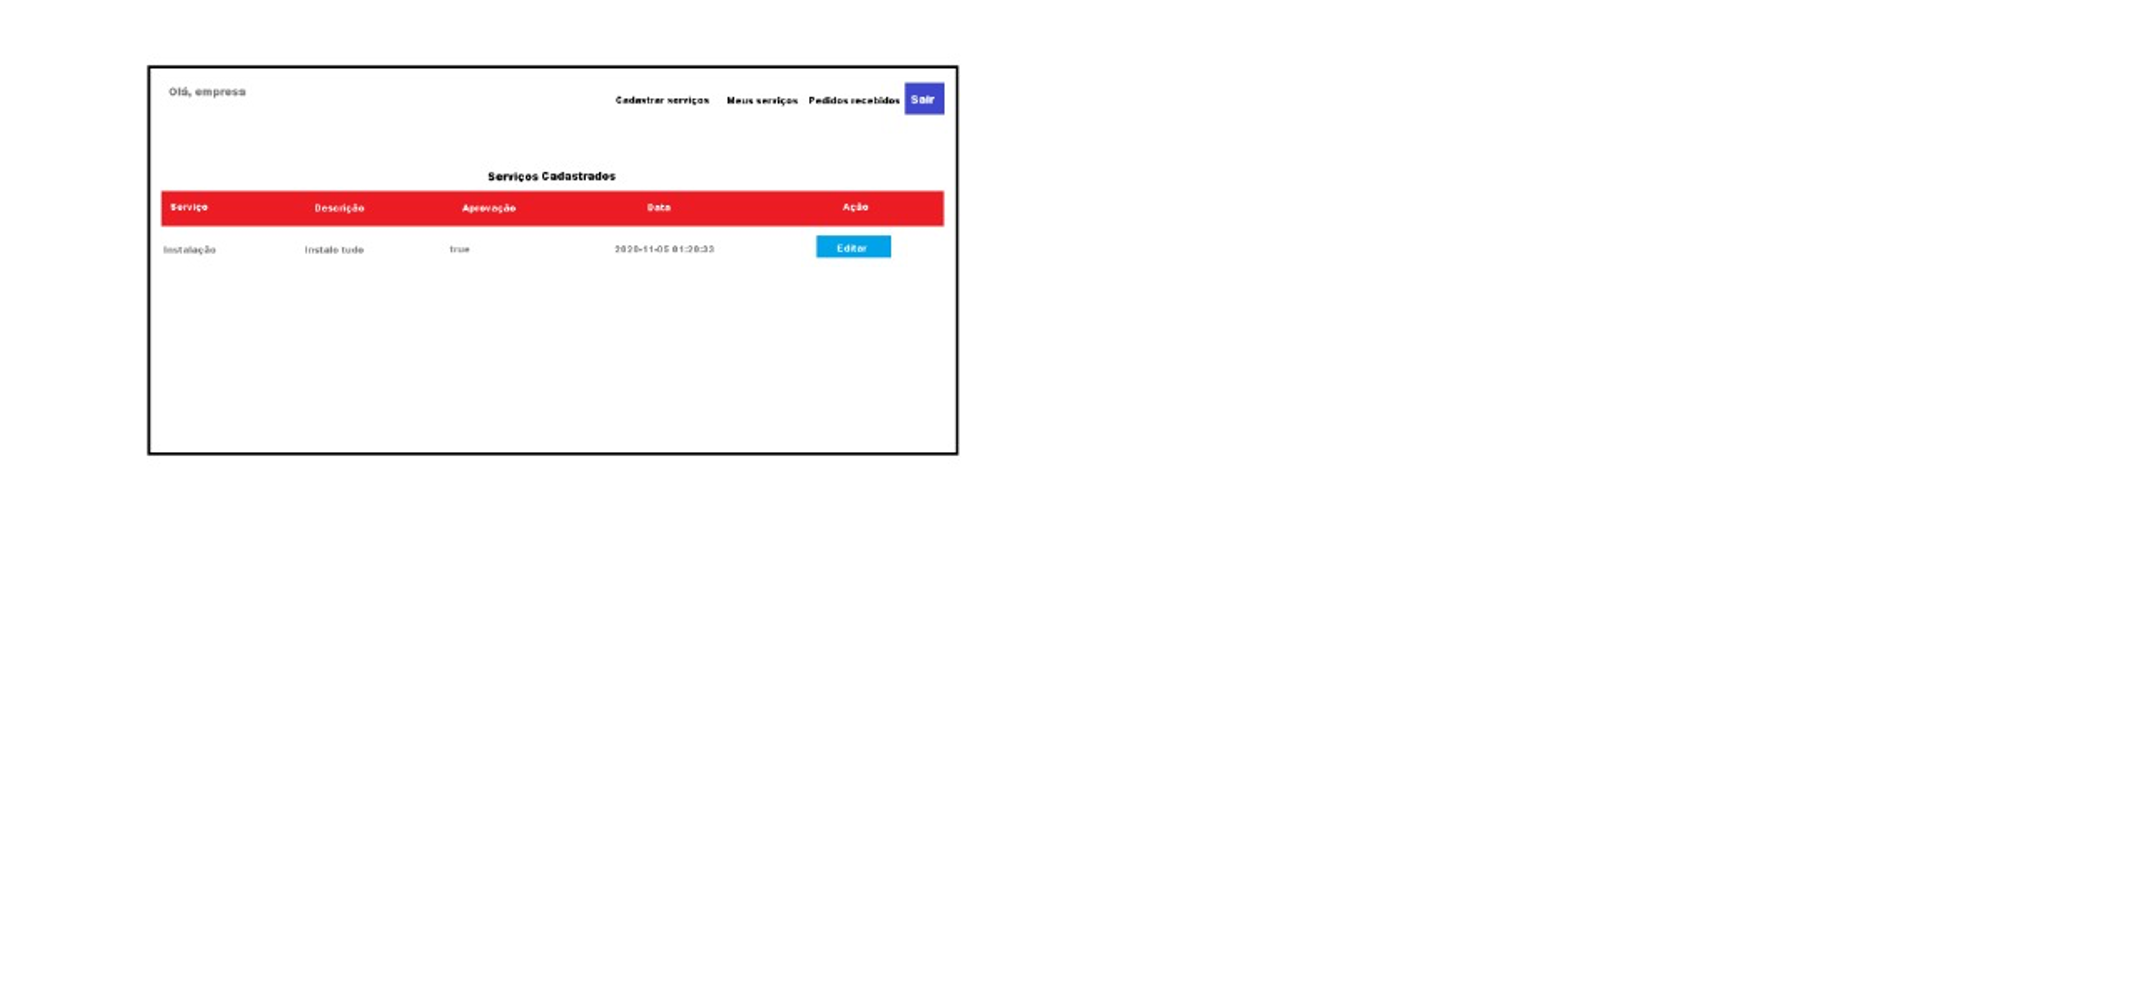 Olá, empresa
Cadastrar serviços Meus serviços Pedidos recebidos Sair
Serviços Cadastrados
Serviço Descrição Aprovação Data Ação
Instalação Instalo tudo true 2020-11-05 01:20:33 Editar